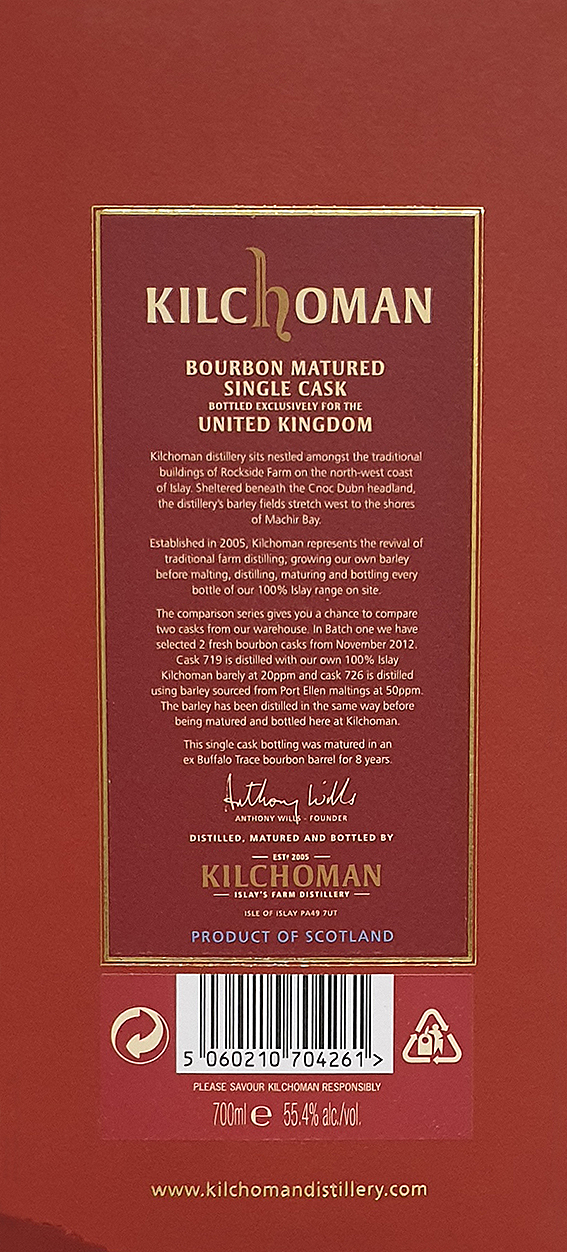 KILCHOMAN
BOURBON MATURED
SINGLE CASK
BOTTLED EXCLUSIVELY FOR THE
UNITED KINGDOM
Kilchoman distillery sits nestled amongst the traditional
buildings of Rockside Farm on the north-west coast
of Islay. Sheltered beneath the Cnoc Dubn headland,
the distillery's barley fields stretch west to the shores
of Machir Bay.
Established in 2005, Kilchoman represents the revival of
traditional farm distilling; growing our own barley
before malting, distilling, maturing and bottling every
bottle of our 100% Islay range on site.
The comparison series gives you a chance to compare
two casks from our warehouse. In Batch one we have
selected 2 fresh bourbon casks from November 2012.
Cask 719 is distilled with our own 100% Islay
Kilchoman barely at 20ppm and cask 726 is distilled
using barley sourced from Port Ellen maltings at 50ppm.
The barley has been distilled in the same way before
being matured and bottled here at Kilchoman.
This single cask bottling was matured in an
ex Buffalo Trace bourbon barrel for 8 years.
Anthony Wills
ANTHONY WILLS - FOUNDER
DISTILLED, MATURED AND BOTTLED BY
ESTD 2005
KILCHOMAN
ISLAY'S FARM DISTILLERY
ISLE OF ISLAY PA49 7UT
PRODUCT OF SCOTLAND
5 060210 704261 >
PLEASE SAVOUR KILCHOMAN RESPONSIBLY
700ml e 55.4% alc./vol.
www.kilchomandistillery.com